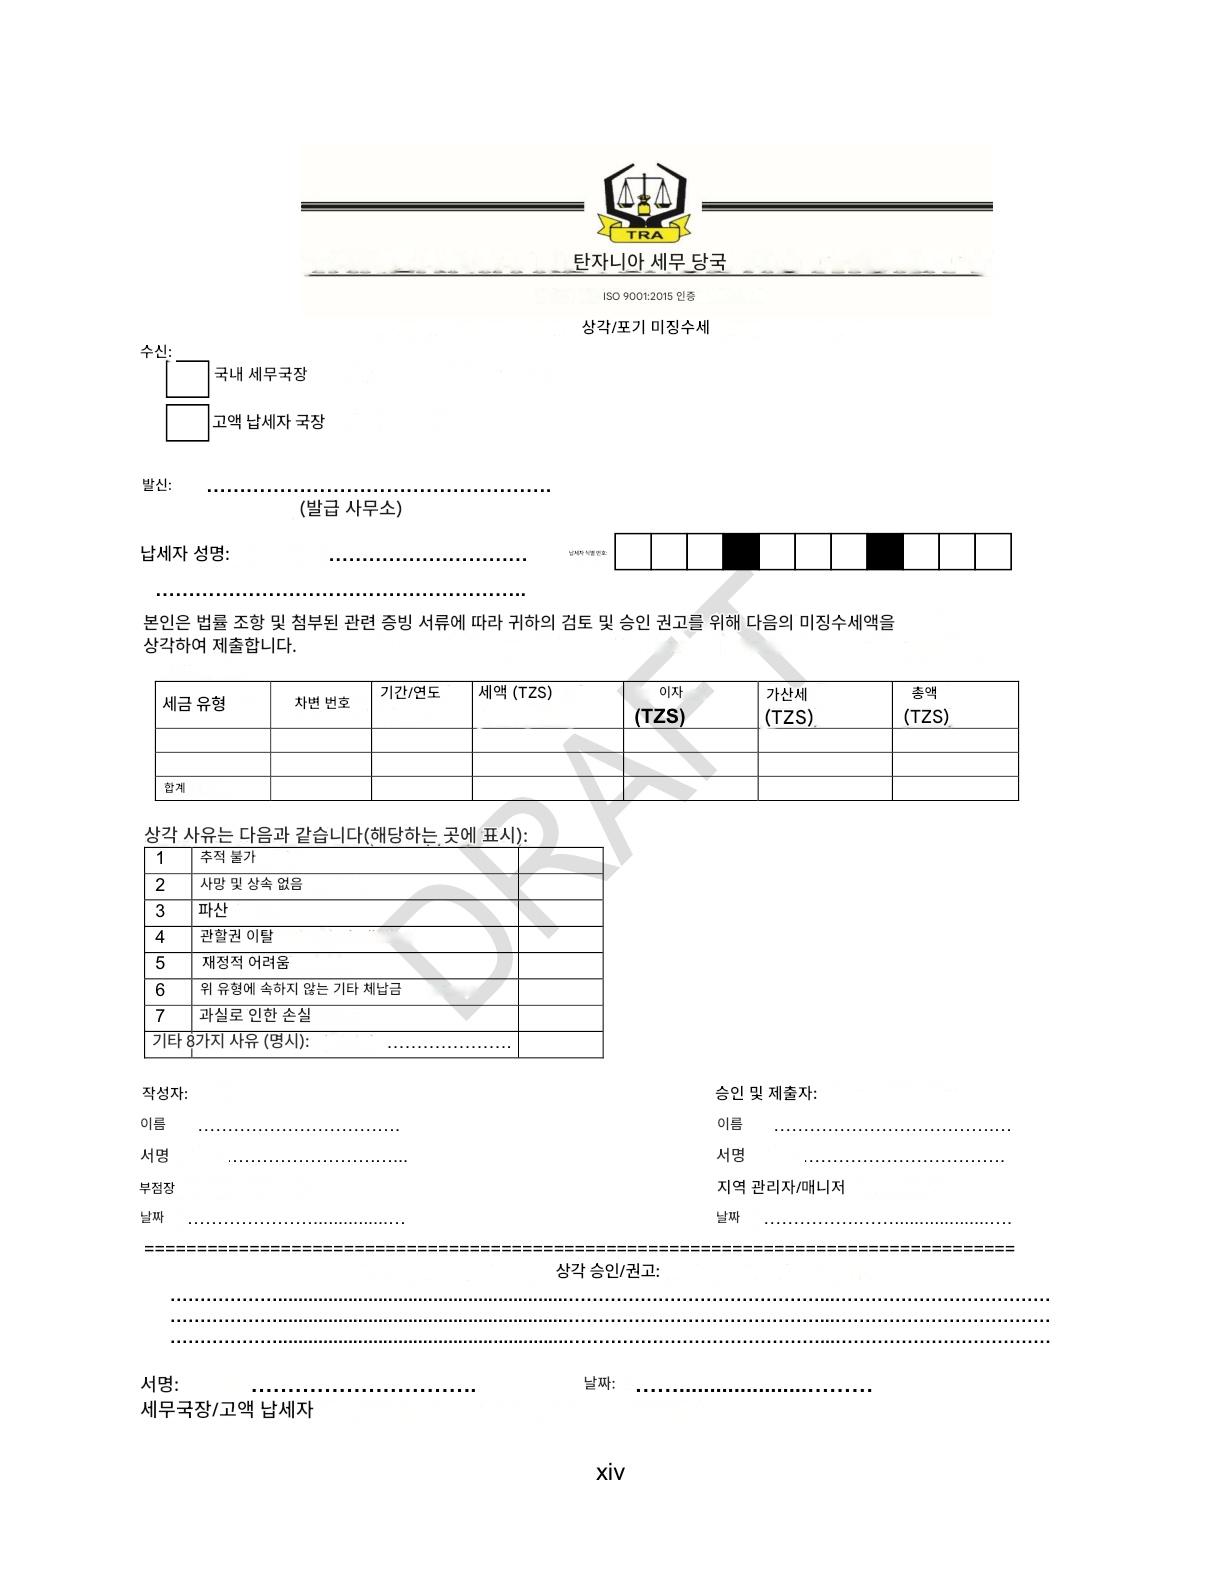 TRA
탄자니아 세무 당국
ISO 9001:2015 인증
상각/포기 미징수세
수신:
국내 세무국장
고액 납세자 국장
발신: ....................................................
(발급 사무소)
납세자 성명: .............................. 납세자 식별 번호:
........................................................
본인은 법률 조항 및 첨부된 관련 증빙 서류에 따라 귀하의 검토 및 승인 권고를 위해 다음의 미징수세액을
상각하여 제출합니다.
세금 유형 차변 번호 기간/연도 세액 (TZS) 이자 (TZS) 가산세 (TZS) 총액 (TZS)
합계
상각 사유는 다음과 같습니다(해당하는 곳에 표시):
1 추적 불가
2 사망 및 상속 없음
3 파산
4 관할권 이탈
5 재정적 어려움
6 위 유형에 속하지 않는 기타 체납금
7 과실로 인한 손실
기타 8가지 사유 (명시): .....................
작성자: 승인 및 제출자:
이름 .................................. 이름 ........................................
서명 .................................. 서명 ..................................
부점장 지역 관리자/매니저
날짜 ........................................ 날짜 ..............................................
===================================================================================
상각 승인/권고:
........................................................................................................................
........................................................................................................................
........................................................................................................................
서명: ............................... 날짜: ....................................
세무국장/고액 납세자
xiv
DRAFT